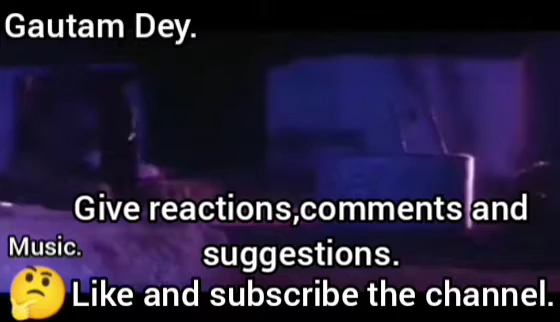 Gautam Dey.
Give reactions,comments and
Music.
suggestions.
Like and subscribe the channel.